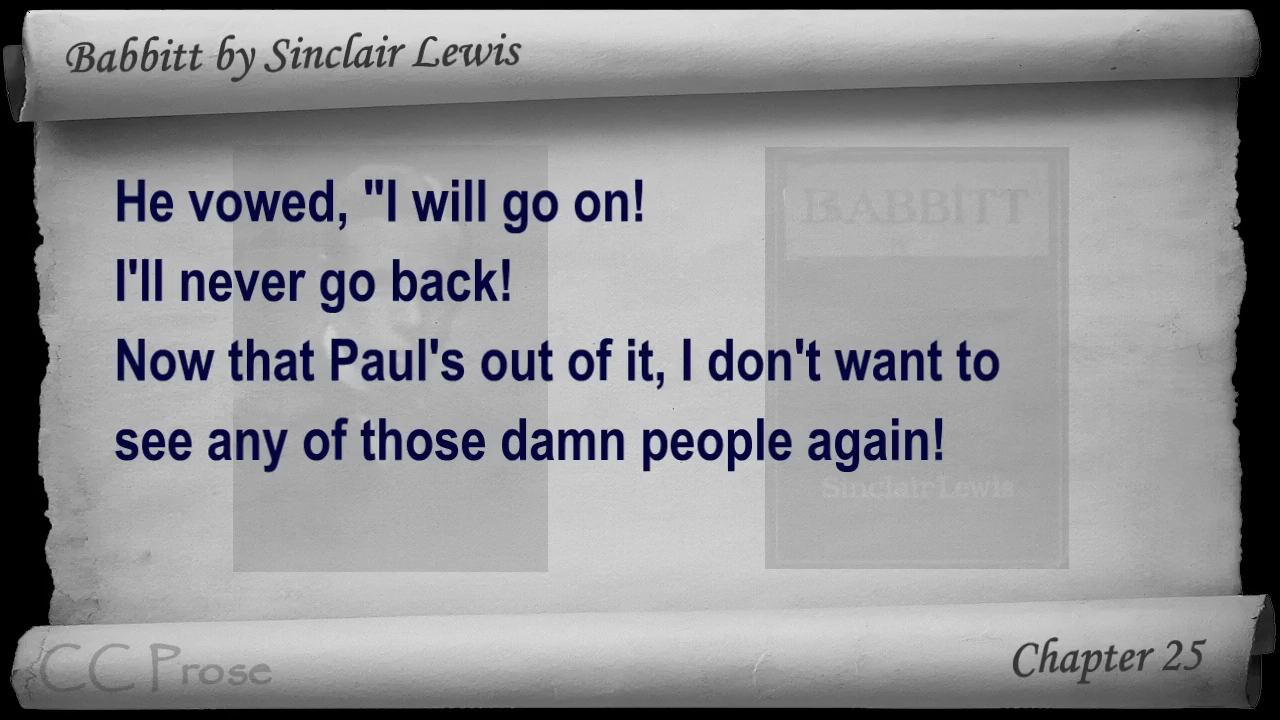 Babbitt by Sinclair Lewis
BABBITT
He vowed, "I will go on!
I'll never go back!
Now that Paul's out of it, I don't want to
see any of those damn people again!
Sinclair Lewis
CC Prose
Chapter 25